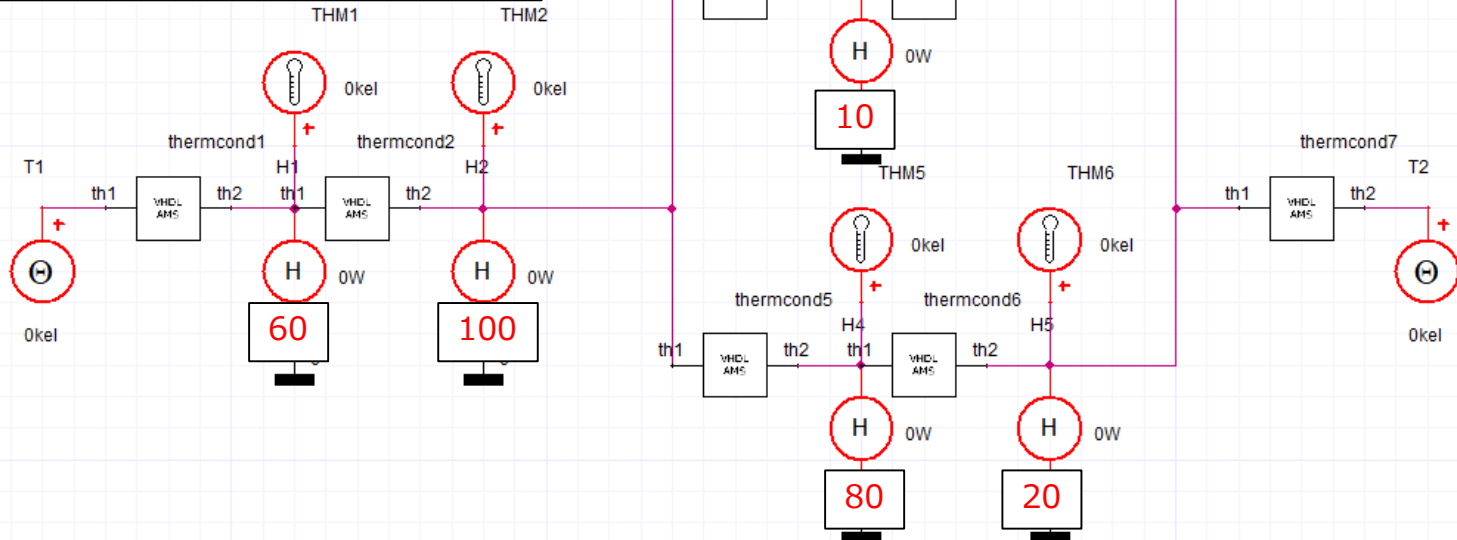 THM1
THM2
H
0W
0kel
0kel
10
thermcond1
thermcond2
thermcond7
T1
H1
H2
THM5
THM6
T2
th1
VHDL
AMS
th2
th1
VHDL
AMS
th2
th1
VHDL
AMS
th2
0kel
0kel
Θ
H
0W
H
0W
Θ
thermcond5
thermcond6
60
100
0kel
H4
H5
0kel
th1
VHDL
AMS
th2
th1
VHDL
AMS
th2
H
0W
H
0W
80
20